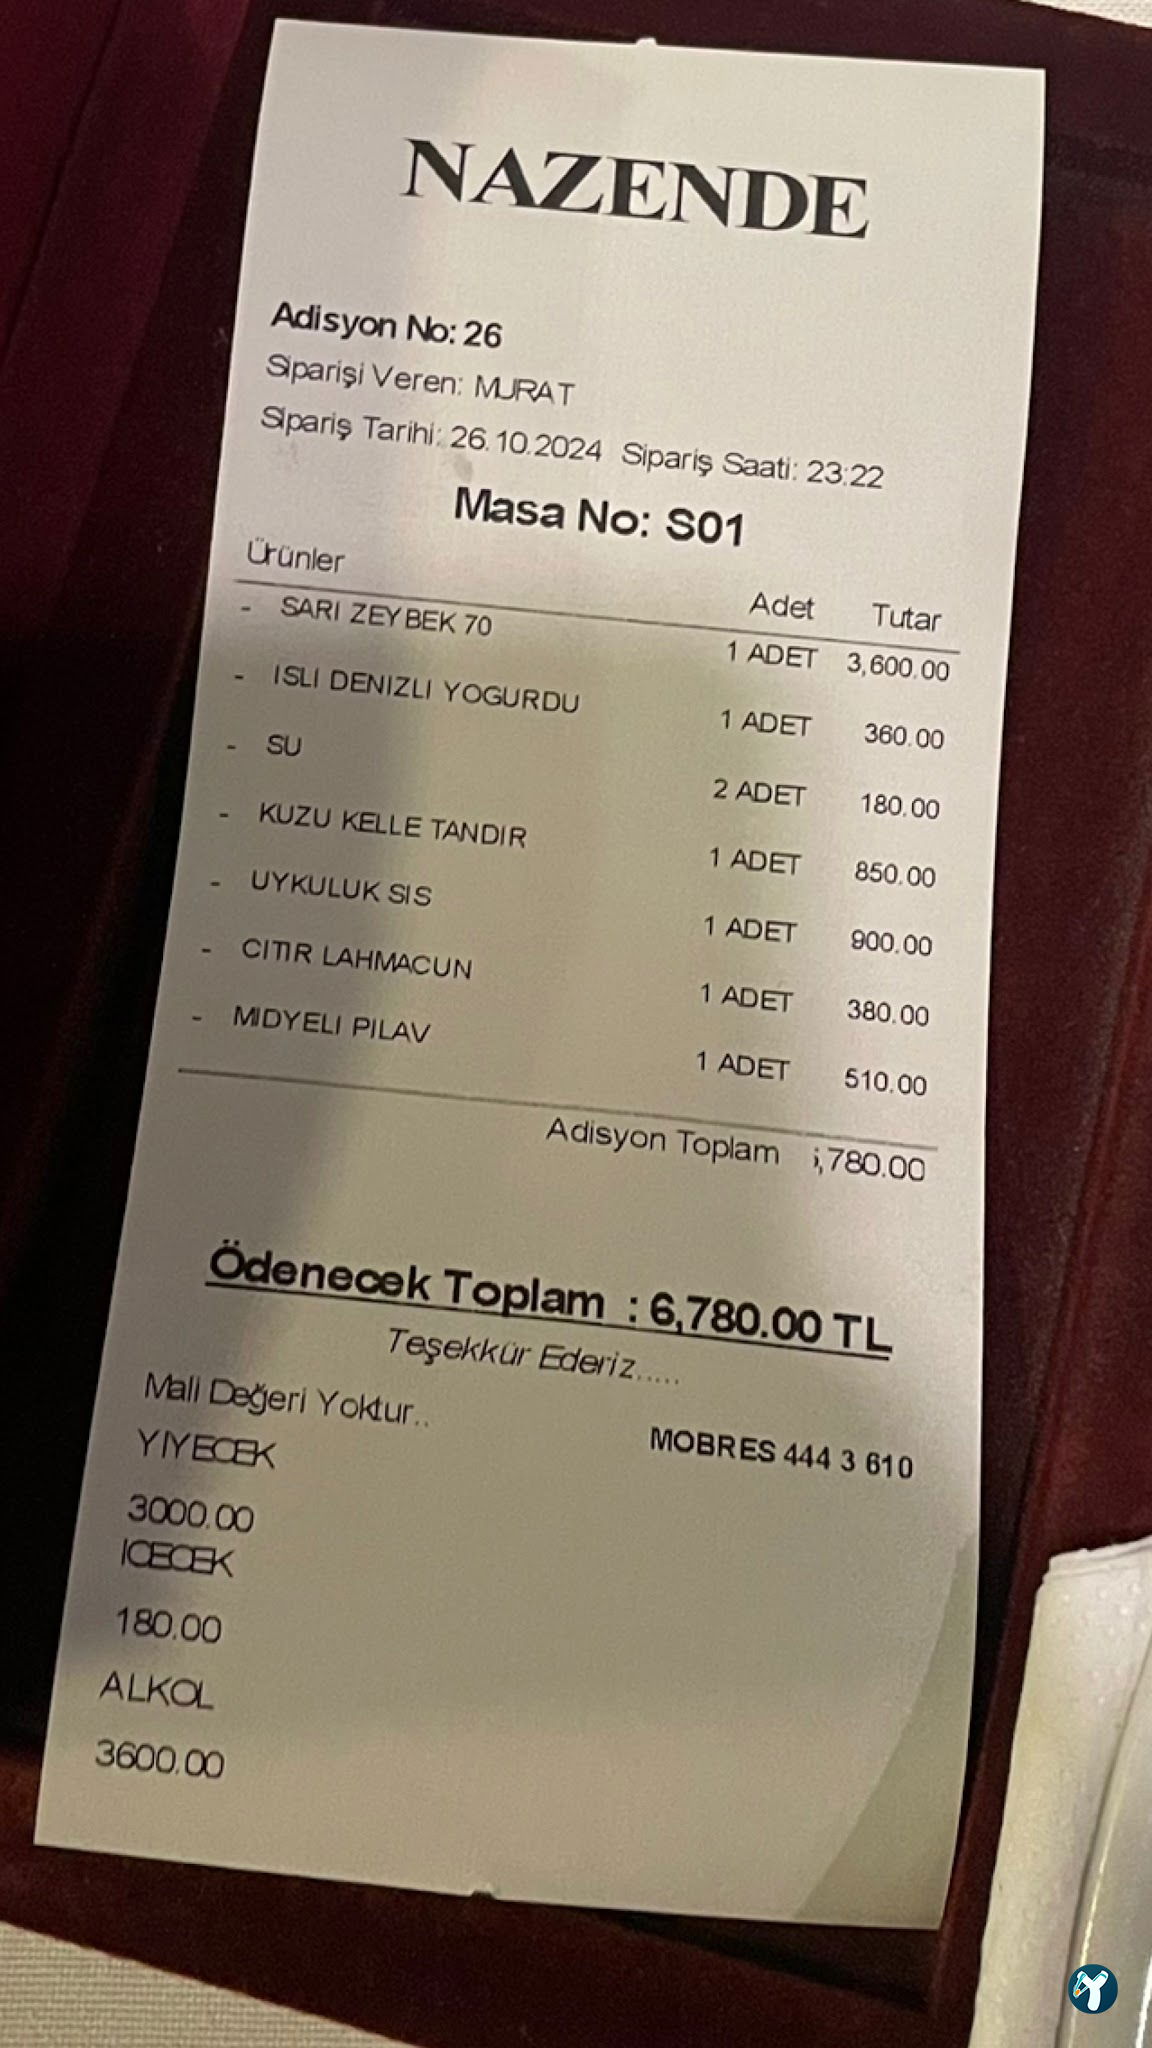 NAZENDE
Adisyon No: 26
Siparişi Veren: MURAT
Sipariş Tarihi: 26.10.2024 Sipariş Saati: 23:22
Masa No: S01
Ürünler Adet Tutar
- SARI ZEYBEK 70 1 ADET 3,600.00
- ISLI DENIZLI YOGURDU 1 ADET 360.00
- SU 2 ADET 180.00
- KUZU KELLE TANDIR 1 ADET 850.00
- UYKULUK SIS 1 ADET 900.00
- CITIR LAHMACUN 1 ADET 380.00
- MIDYELI PILAV 1 ADET 510.00
Adisyon Toplam ,780.00
Ödenecek Toplam : 6,780.00 TL
Teşekkür Ederiz.....
Mali Değeri Yoktur.. MOBRES 444 3 610
YIYECEK
3000.00
ICECEK
180.00
ALKOL
3600.00